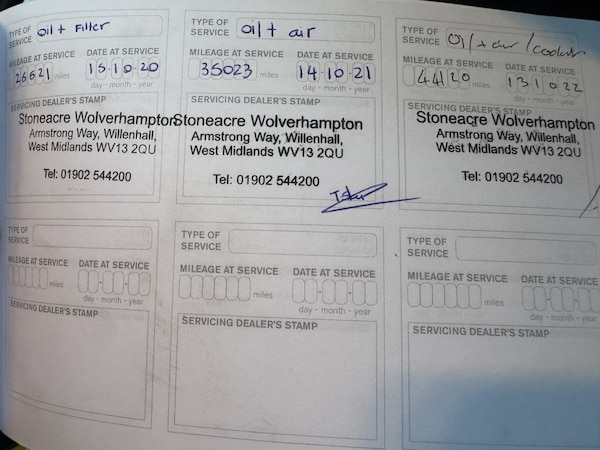 TYPE OF SERVICE Oil + Filter
MILEAGE AT SERVICE DATE AT SERVICE
26621 miles 15-10-20
day - month - year
SERVICING DEALER'S STAMP
Stoneacre Wolverhampton
Armstrong Way, Willenhall,
West Midlands WV13 2QU
Tel: 01902 544200
TYPE OF SERVICE Oil + air
MILEAGE AT SERVICE DATE AT SERVICE
35023 miles 14-10-21
day - month - year
SERVICING DEALER'S STAMP
Stoneacre Wolverhampton
Armstrong Way, Willenhall,
West Midlands WV13 2QU
Tel: 01902 544200
TYPE OF SERVICE Oil + air / coolant
MILEAGE AT SERVICE DATE AT SERVICE
44120 miles 131022
day - month - year
SERVICING DEALER'S STAMP
Stoneacre Wolverhampton
Armstrong Way, Willenhall,
West Midlands WV13 2QU
Tel: 01902 544200
TYPE OF SERVICE
MILEAGE AT SERVICE DATE AT SERVICE
miles
day - month - year
SERVICING DEALER'S STAMP
TYPE OF SERVICE
MILEAGE AT SERVICE DATE AT SERVICE
miles
day - month - year
SERVICING DEALER'S STAMP
TYPE OF SERVICE
MILEAGE AT SERVICE DATE AT SERVICE
miles
day - month - year
SERVICING DEALER'S STAMP